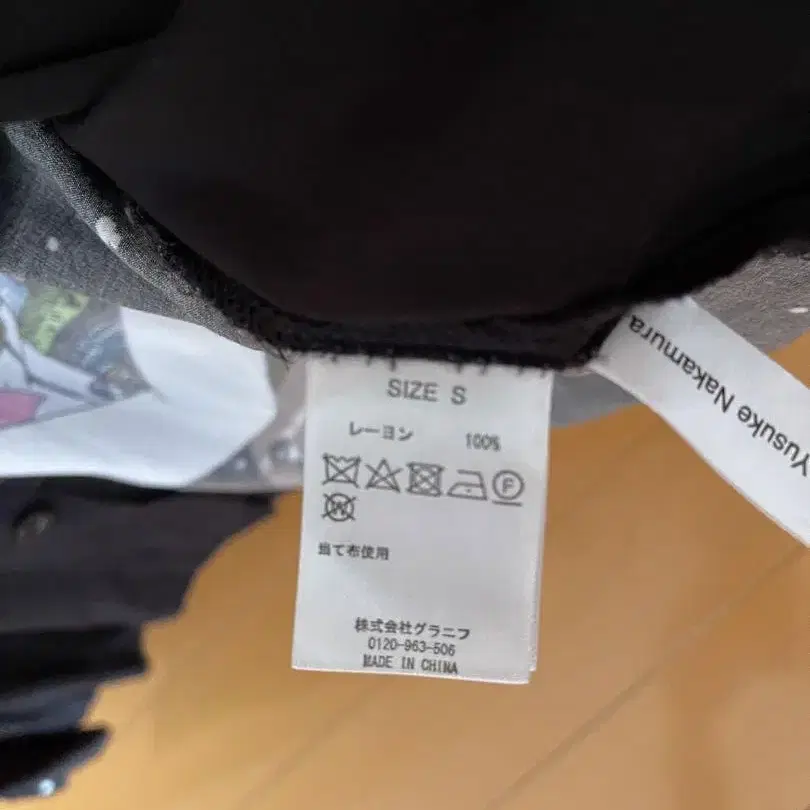 SIZE S
レーヨン 100%
F
W
当て布使用
株式会社グラニフ
0120-963-506
MADE IN CHINA
Yusuke Nakamura